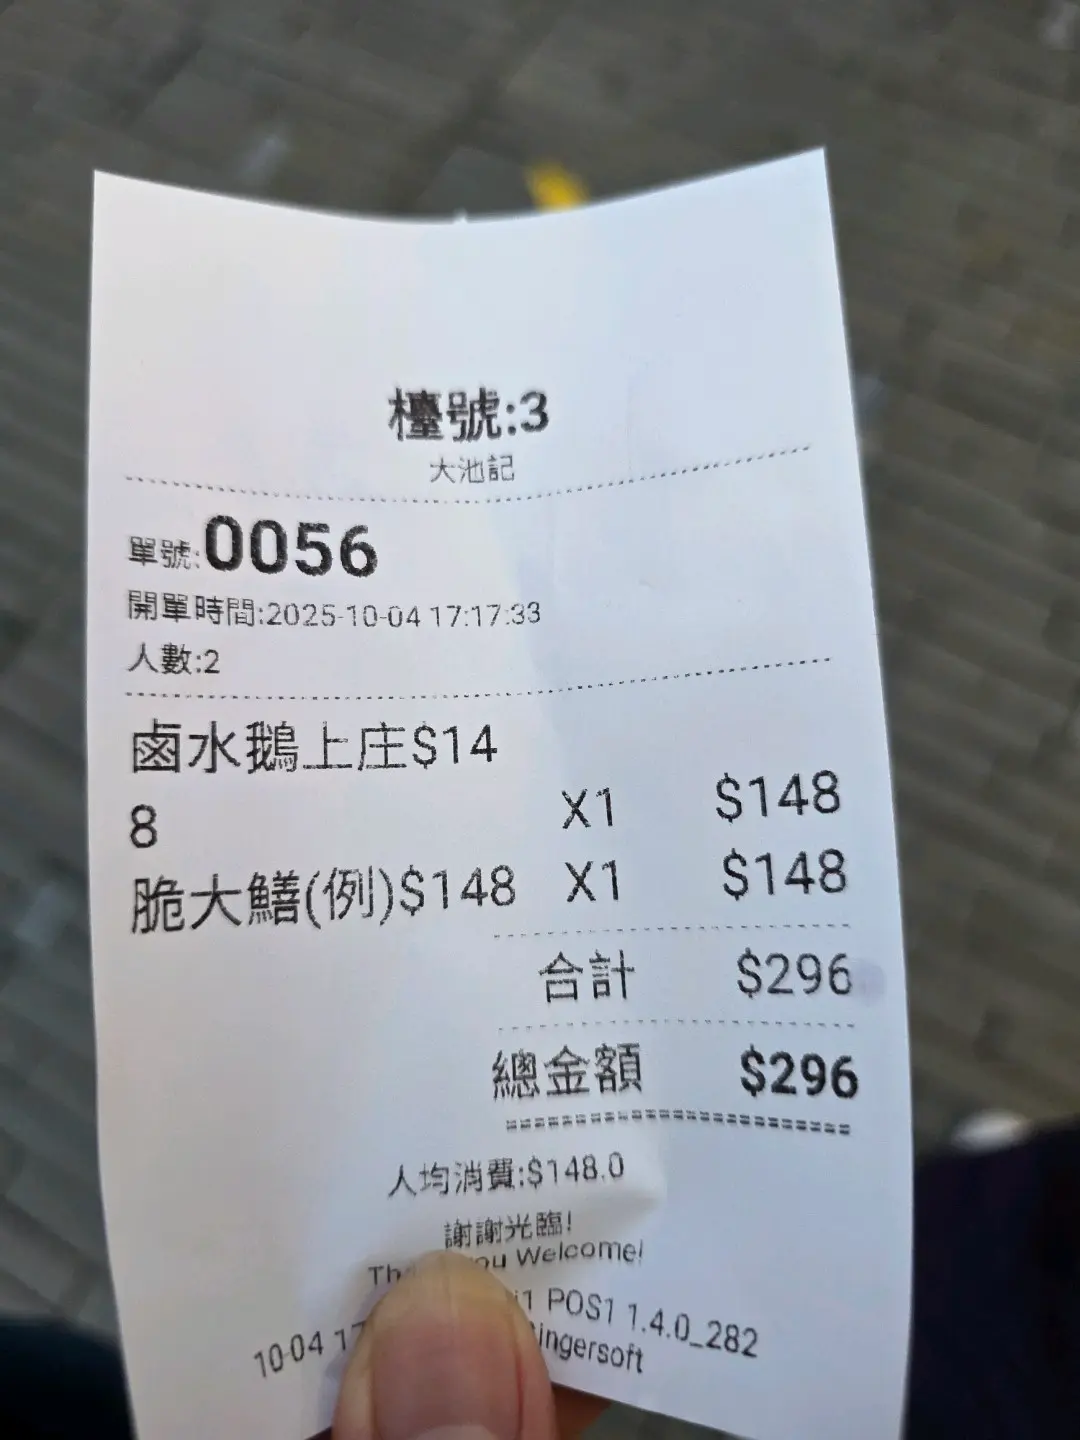 檯號:3
大池記
單號:0056
開單時間:2025-10-04 17:17:33
人數:2
鹵水鵝上庄$14
8 X1 $148
脆大鱔(例)$148 X1 $148
合計 $296
總金額 $296
人均消費:$148.0
謝謝光臨!
Welcome!
POS1 1.4.0_282
10-04